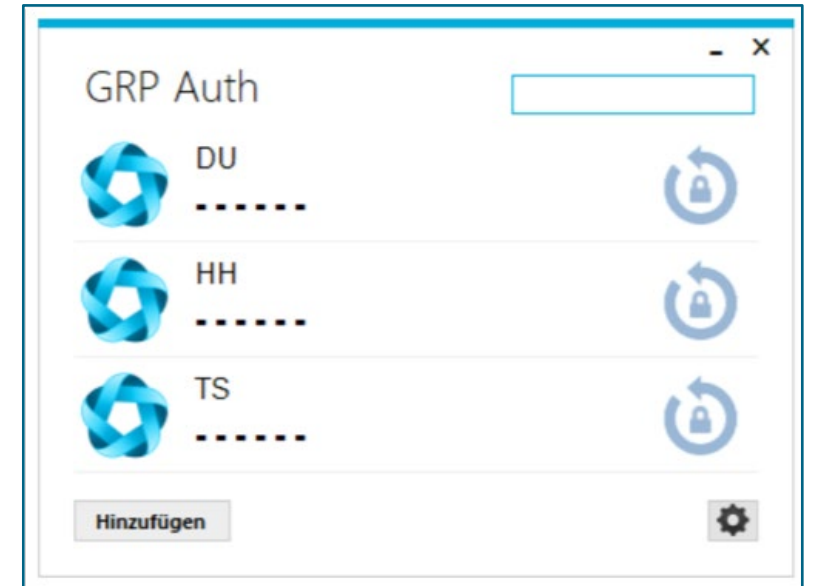 GRP Auth
DU
------
HH
------
TS
------
Hinzufügen